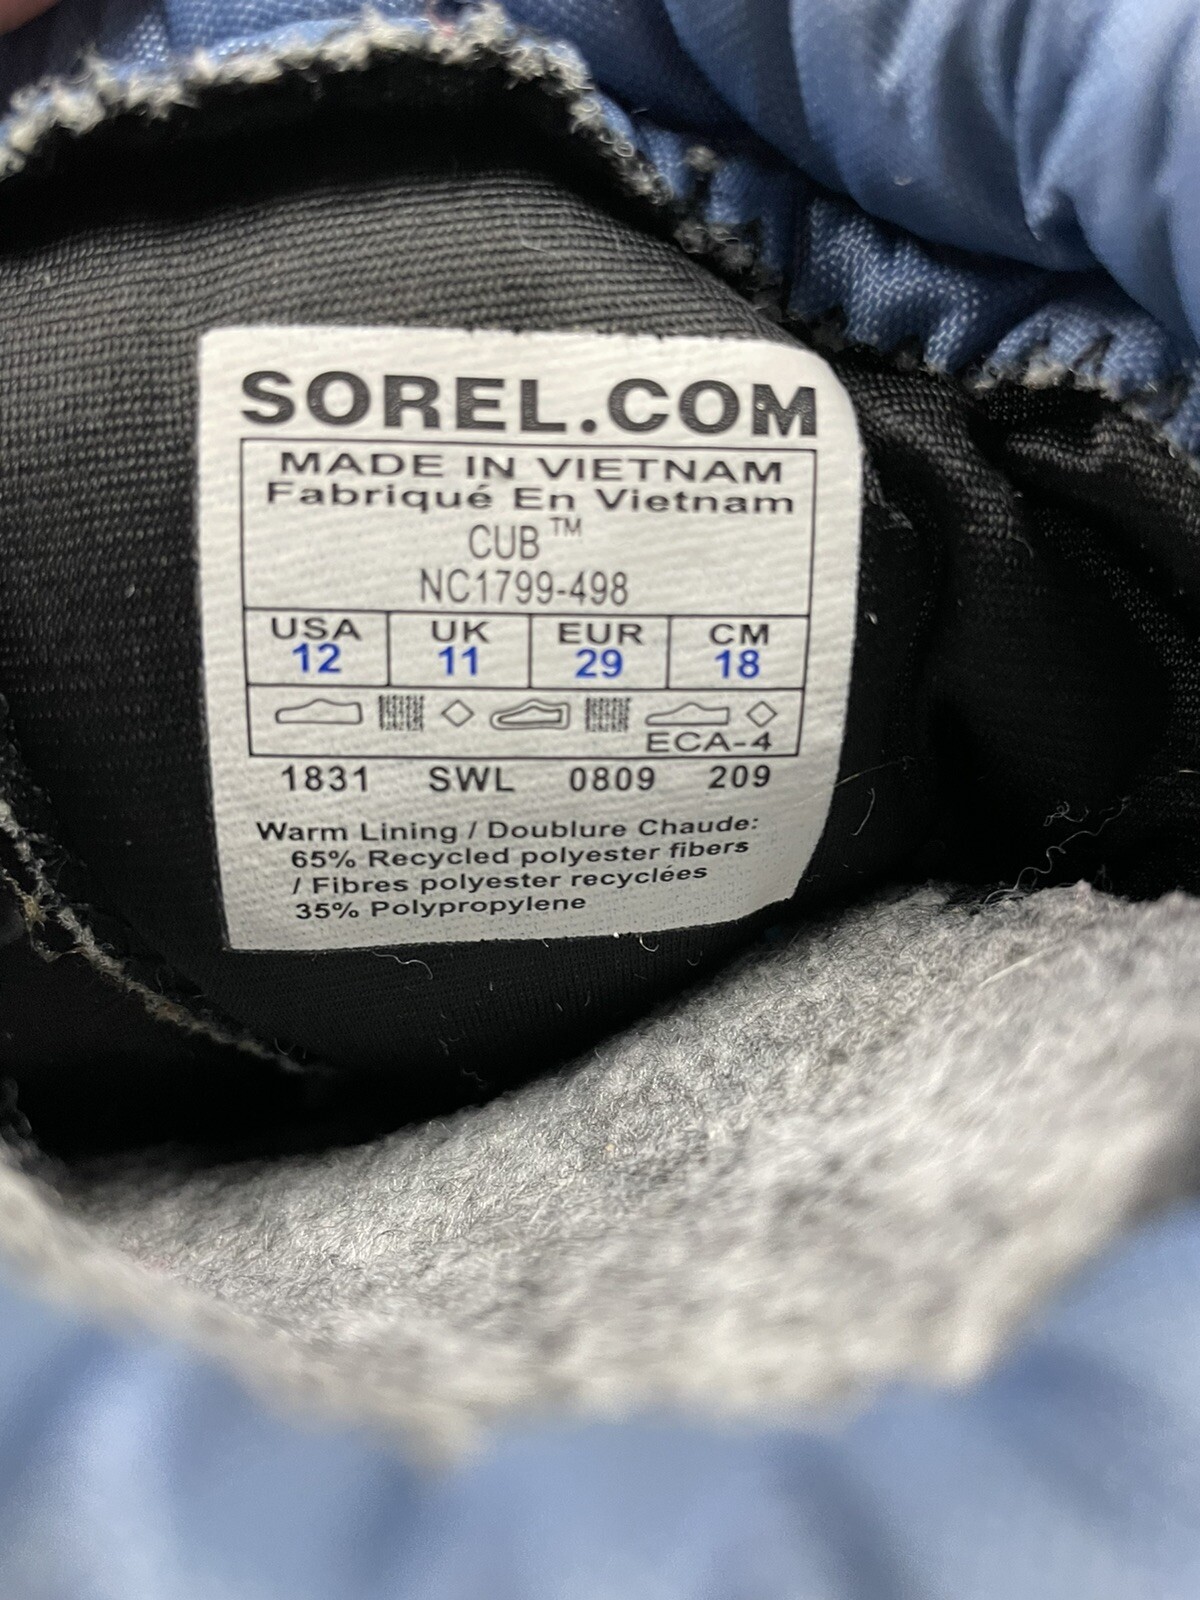 SOREL.COM
MADE IN VIETNAM
Fabriqué En Vietnam
CUB™
NC1799-498
USA UK EUR CM
12 11 29 18
ECA-4
1831 SWL 0809 209
Warm Lining / Doublure Chaude:
65% Recycled polyester fibers
/ Fibres polyester recyclées
35% Polypropylene